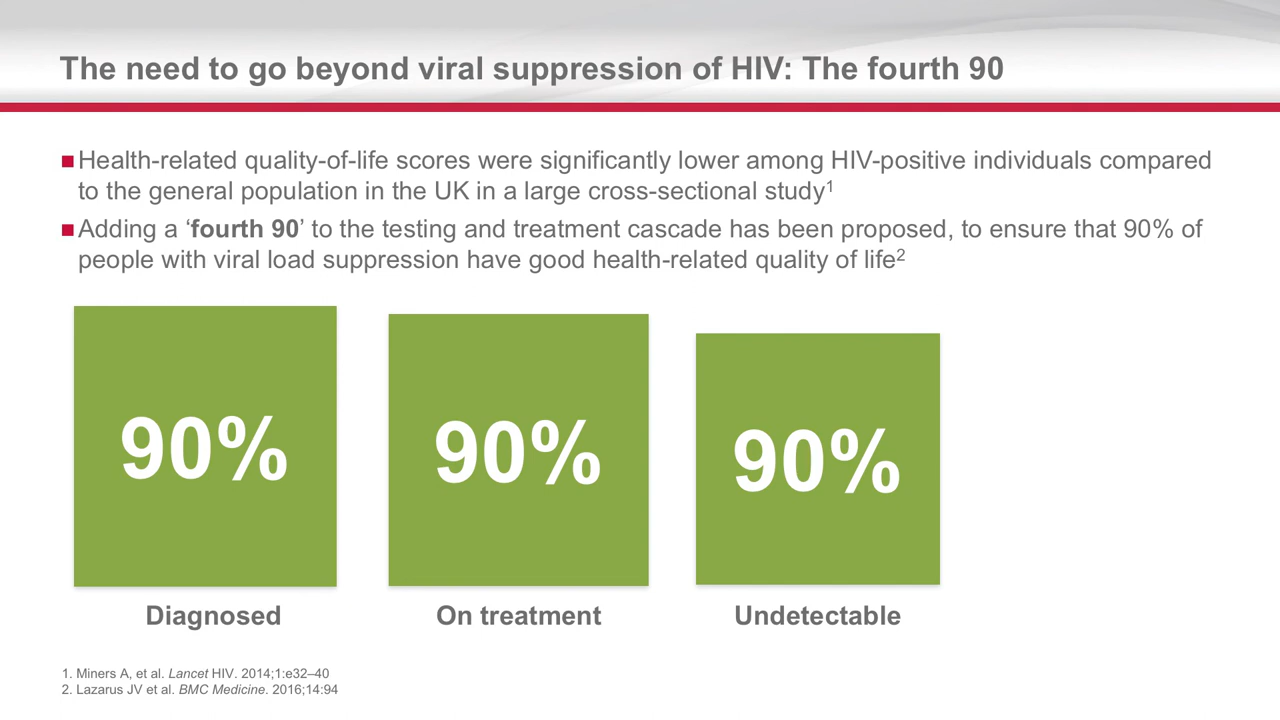 The need to go beyond viral suppression of HIV: The fourth 90
■Health-related quality-of-life scores were significantly lower among HIV-positive individuals compared
to the general population in the UK in a large cross-sectional study1
■Adding a ‘fourth 90’ to the testing and treatment cascade has been proposed, to ensure that 90% of
people with viral load suppression have good health-related quality of life2
90% 90% 90%
Diagnosed On treatment Undetectable
1. Miners A, et al. Lancet HIV. 2014;1:e32–40
2. Lazarus JV et al. BMC Medicine. 2016;14:94